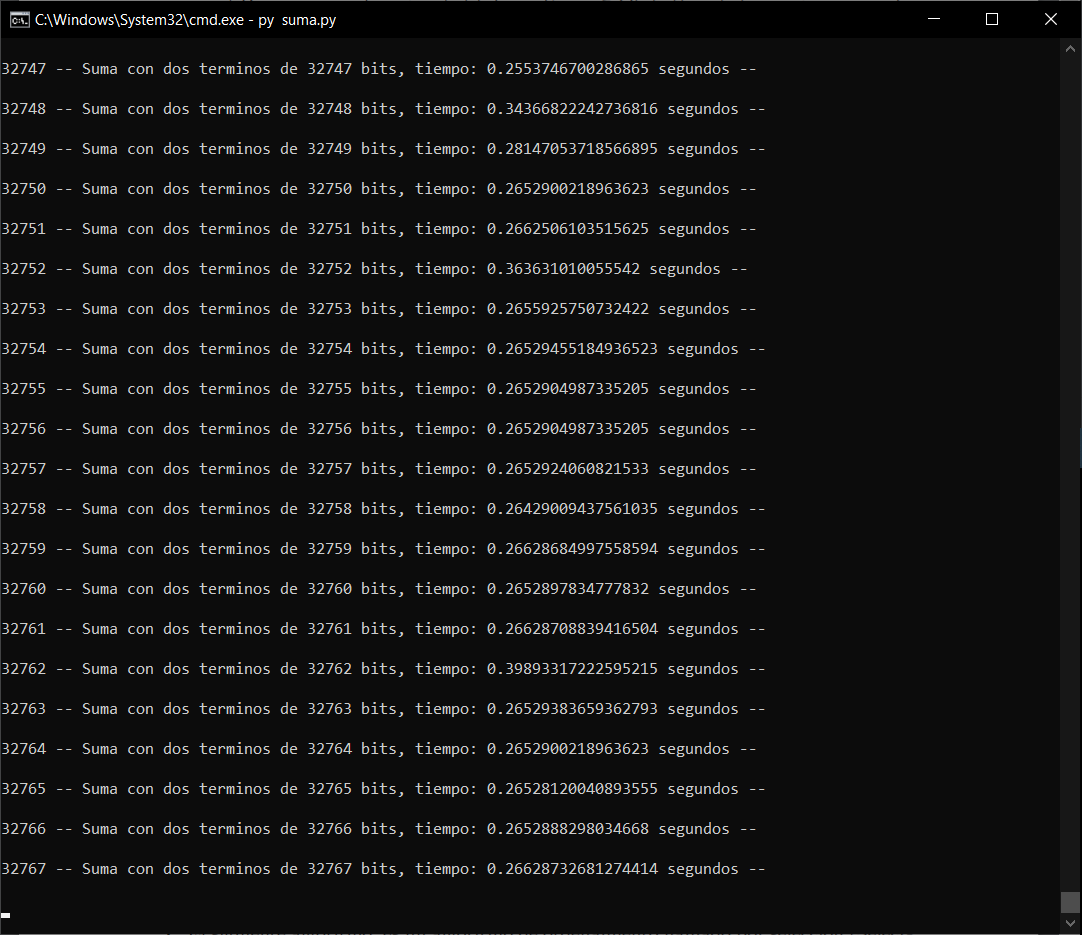 C:\Windows\System32\cmd.exe - py  suma.py
32747 -- Suma con dos terminos de 32747 bits, tiempo: 0.2553746700286865 segundos --
32748 -- Suma con dos terminos de 32748 bits, tiempo: 0.34366822242736816 segundos --
32749 -- Suma con dos terminos de 32749 bits, tiempo: 0.28147053718566895 segundos --
32750 -- Suma con dos terminos de 32750 bits, tiempo: 0.2652900218963623 segundos --
32751 -- Suma con dos terminos de 32751 bits, tiempo: 0.2662506103515625 segundos --
32752 -- Suma con dos terminos de 32752 bits, tiempo: 0.363631010055542 segundos --
32753 -- Suma con dos terminos de 32753 bits, tiempo: 0.2655925750732422 segundos --
32754 -- Suma con dos terminos de 32754 bits, tiempo: 0.26529455184936523 segundos --
32755 -- Suma con dos terminos de 32755 bits, tiempo: 0.2652904987335205 segundos --
32756 -- Suma con dos terminos de 32756 bits, tiempo: 0.2652904987335205 segundos --
32757 -- Suma con dos terminos de 32757 bits, tiempo: 0.2652924060821533 segundos --
32758 -- Suma con dos terminos de 32758 bits, tiempo: 0.26429009437561035 segundos --
32759 -- Suma con dos terminos de 32759 bits, tiempo: 0.26628684997558594 segundos --
32760 -- Suma con dos terminos de 32760 bits, tiempo: 0.2652897834777832 segundos --
32761 -- Suma con dos terminos de 32761 bits, tiempo: 0.26628708839416504 segundos --
32762 -- Suma con dos terminos de 32762 bits, tiempo: 0.39893317222595215 segundos --
32763 -- Suma con dos terminos de 32763 bits, tiempo: 0.26529383659362793 segundos --
32764 -- Suma con dos terminos de 32764 bits, tiempo: 0.2652900218963623 segundos --
32765 -- Suma con dos terminos de 32765 bits, tiempo: 0.26528120040893555 segundos --
32766 -- Suma con dos terminos de 32766 bits, tiempo: 0.2652888298034668 segundos --
32767 -- Suma con dos terminos de 32767 bits, tiempo: 0.26628732681274414 segundos --